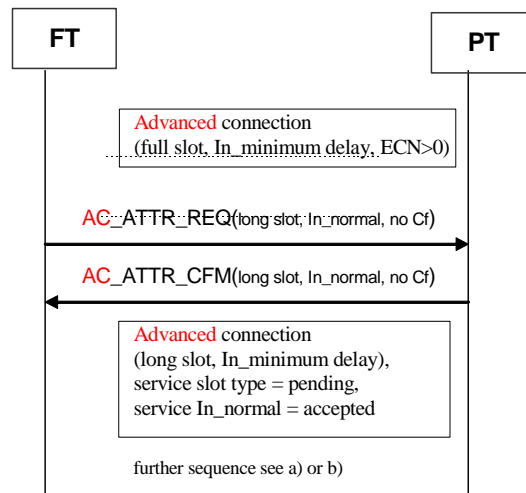 FT
PT
Advanced connection
(full slot, In_minimum delay, ECN>0)
AC_ATTR_REQ(long slot, In_normal, no Cf)
AC_ATTR_CFM(long slot, In_normal, no Cf)
Advanced connection
(long slot, In_minimum delay),
service slot type = pending,
service In_normal = accepted
further sequence see a) or b)